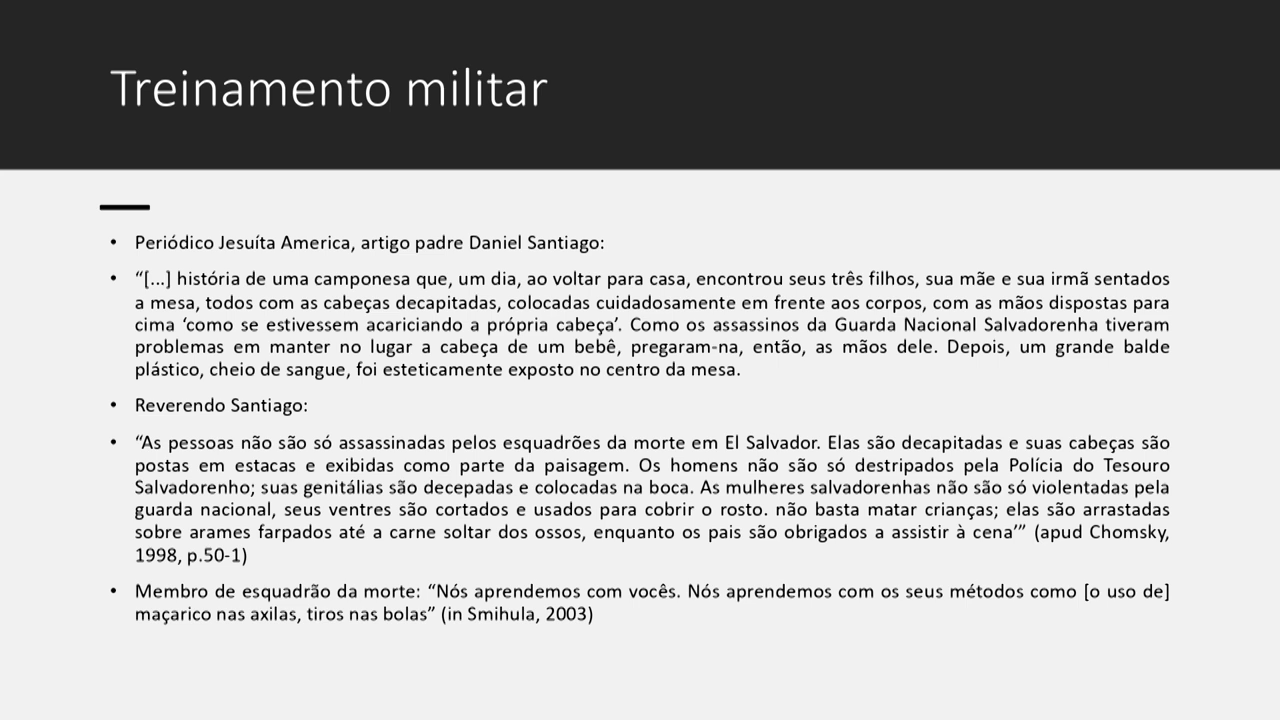 Treinamento militar
• Periódico Jesuíta America, artigo padre Daniel Santiago:
• “[...] história de uma camponesa que, um dia, ao voltar para casa, encontrou seus três filhos, sua mãe e sua irmã sentados
a mesa, todos com as cabeças decapitadas, colocadas cuidadosamente em frente aos corpos, com as mãos dispostas para
cima ‘como se estivessem acariciando a própria cabeça’. Como os assassinos da Guarda Nacional Salvadorenha tiveram
problemas em manter no lugar a cabeça de um bebê, pregaram-na, então, as mãos dele. Depois, um grande balde
plástico, cheio de sangue, foi esteticamente exposto no centro da mesa.
• Reverendo Santiago:
• “As pessoas não são só assassinadas pelos esquadrões da morte em El Salvador. Elas são decapitadas e suas cabeças são
postas em estacas e exibidas como parte da paisagem. Os homens não são só destripados pela Polícia do Tesouro
Salvadorenho; suas genitálias são decepadas e colocadas na boca. As mulheres salvadorenhas não são só violentadas pela
guarda nacional, seus ventres são cortados e usados para cobrir o rosto. não basta matar crianças; elas são arrastadas
sobre arames farpados até a carne soltar dos ossos, enquanto os pais são obrigados a assistir à cena’” (apud Chomsky,
1998, p.50-1)
• Membro de esquadrão da morte: “Nós aprendemos com vocês. Nós aprendemos com os seus métodos como [o uso de]
maçarico nas axilas, tiros nas bolas” (in Smihula, 2003)